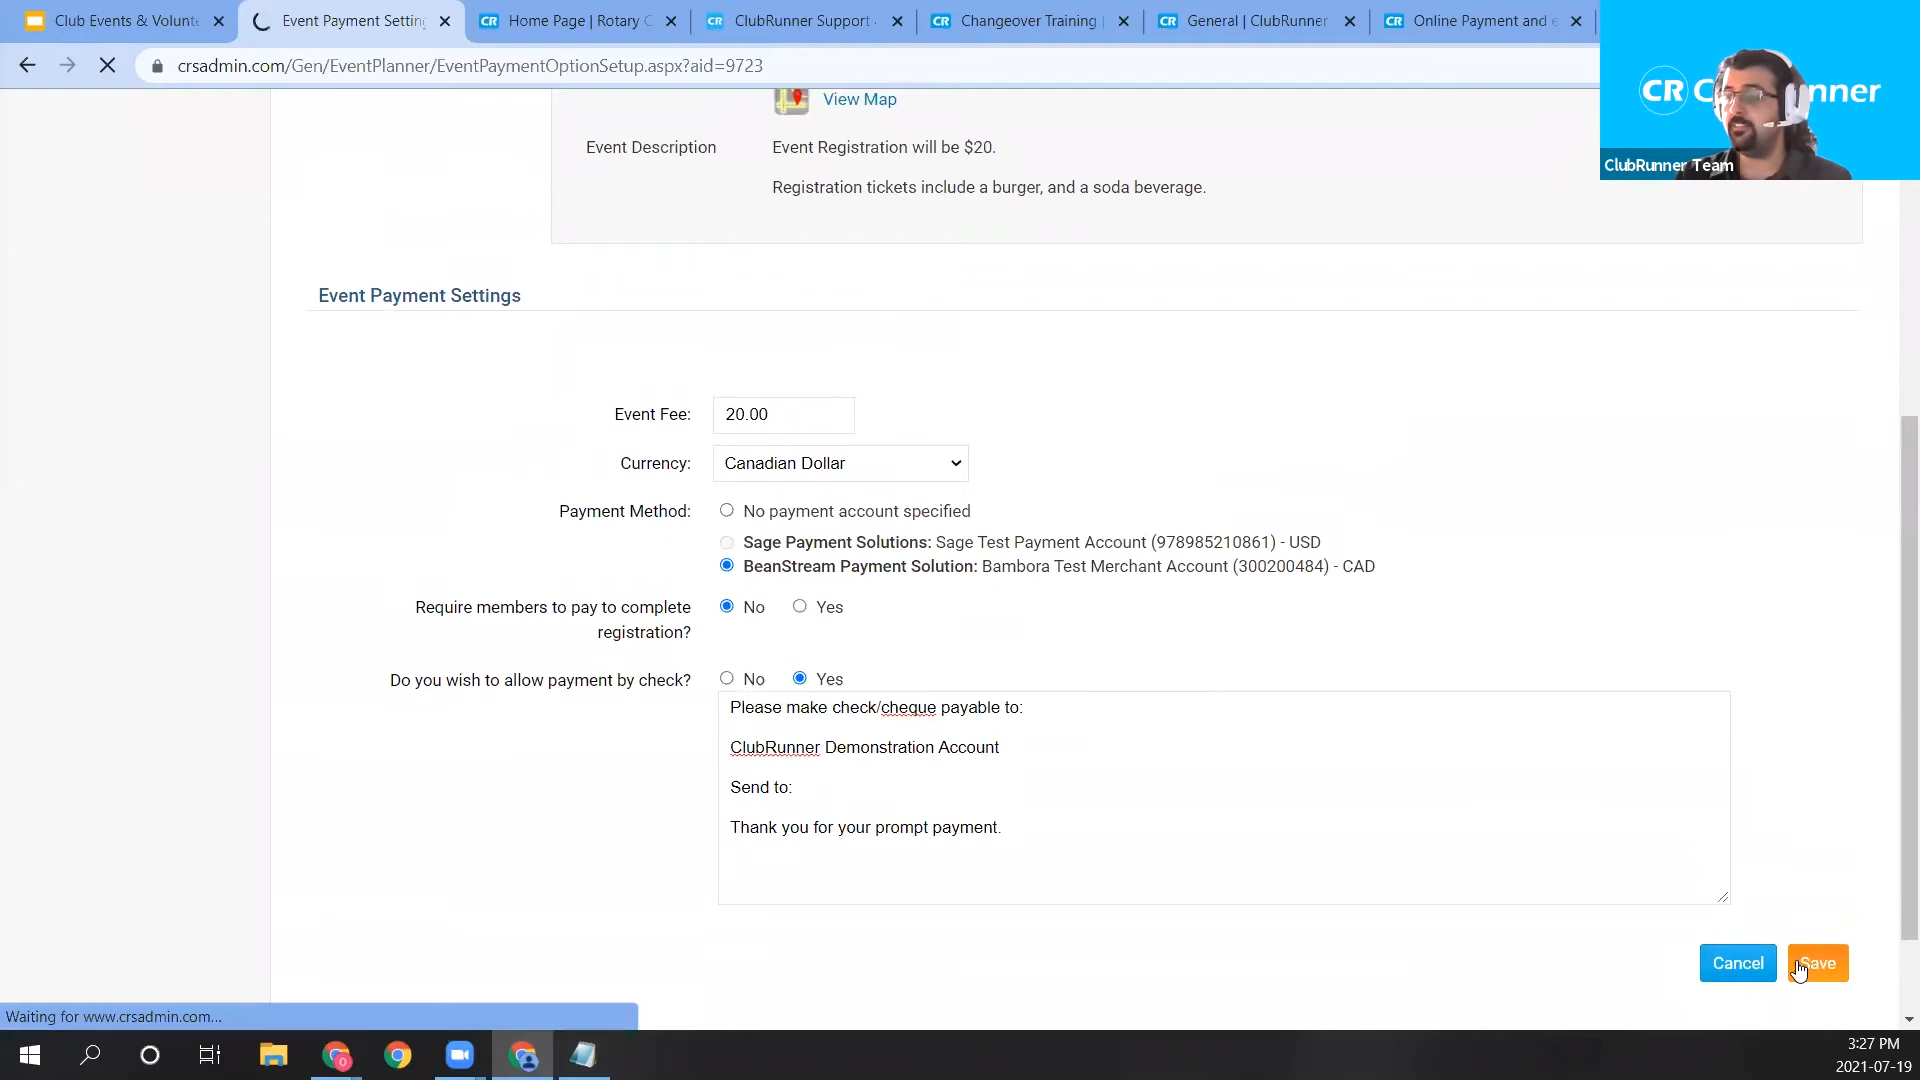 Club Events & Volunte
Event Payment Setting
CR Home Page | Rotary C
CR ClubRunner Support
CR Changeover Training
CR General | ClubRunner
CR Online Payment and e
crsadmin.com/Gen/EventPlanner/EventPaymentOptionSetup.aspx?aid=9723
CR C nner
ClubRunner Team
View Map
Event Description
Event Registration will be $20.
Registration tickets include a burger, and a soda beverage.
Event Payment Settings
Event Fee: 20.00
Currency: Canadian Dollar
Payment Method: No payment account specified
Sage Payment Solutions: Sage Test Payment Account (978985210861) - USD
BeanStream Payment Solution: Bambora Test Merchant Account (300200484) - CAD
Require members to pay to complete registration? No Yes
Do you wish to allow payment by check? No Yes
Please make check/cheque payable to:
ClubRunner Demonstration Account
Send to:
Thank you for your prompt payment.
Cancel Save
Waiting for www.crsadmin.com...
3:27 PM
2021-07-19